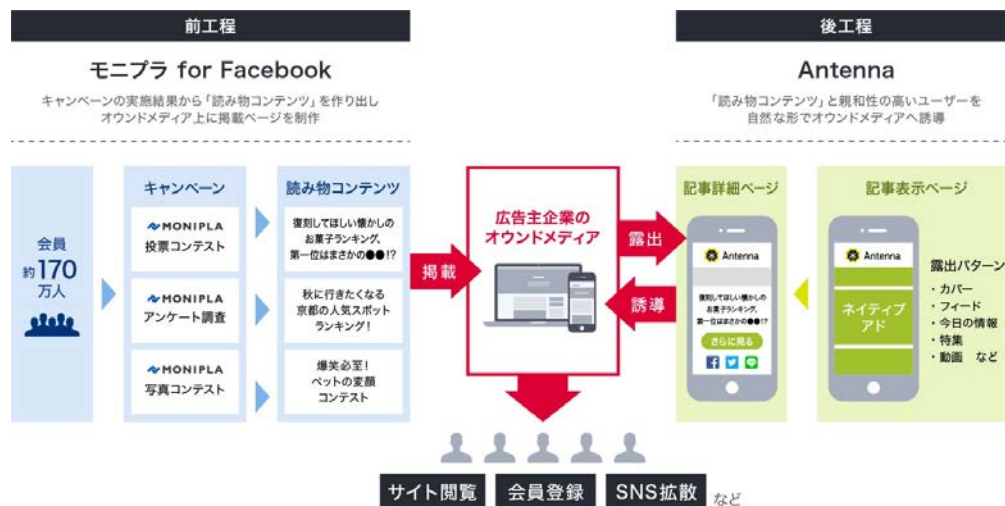 前工程
モニプラ for Facebook
キャンペーンの実施結果から「読み物コンテンツ」を作り出し
オウンドメディア上に掲載ページを制作
会員
約170
万人
キャンペーン
MONIPLA
投票コンテスト
MONIPLA
アンケート調査
MONIPLA
写真コンテスト
読み物コンテンツ
復刻してほしい懐かしの
お菓子ランキング、
第一位はまさかの●●!?
秋に行きたくなる
京都の人気スポット
ランキング！
爆笑必至！
ペットの変顔
コンテスト
掲載
広告主企業の
オウンドメディア
露出
誘導
後工程
Antenna
「読み物コンテンツ」と親和性の高いユーザーを
自然な形でオウンドメディアへ誘導
記事詳細ページ
Antenna
復刻してほしい懐かしの
お菓子ランキング、
第一位はまさかの●●!?
さらに見る
記事表示ページ
Antenna
ネイティブ
アド
露出パターン
・カバー
・フィード
・今日の情報
・特集
・動画 など
サイト閲覧 会員登録 SNS拡散 など